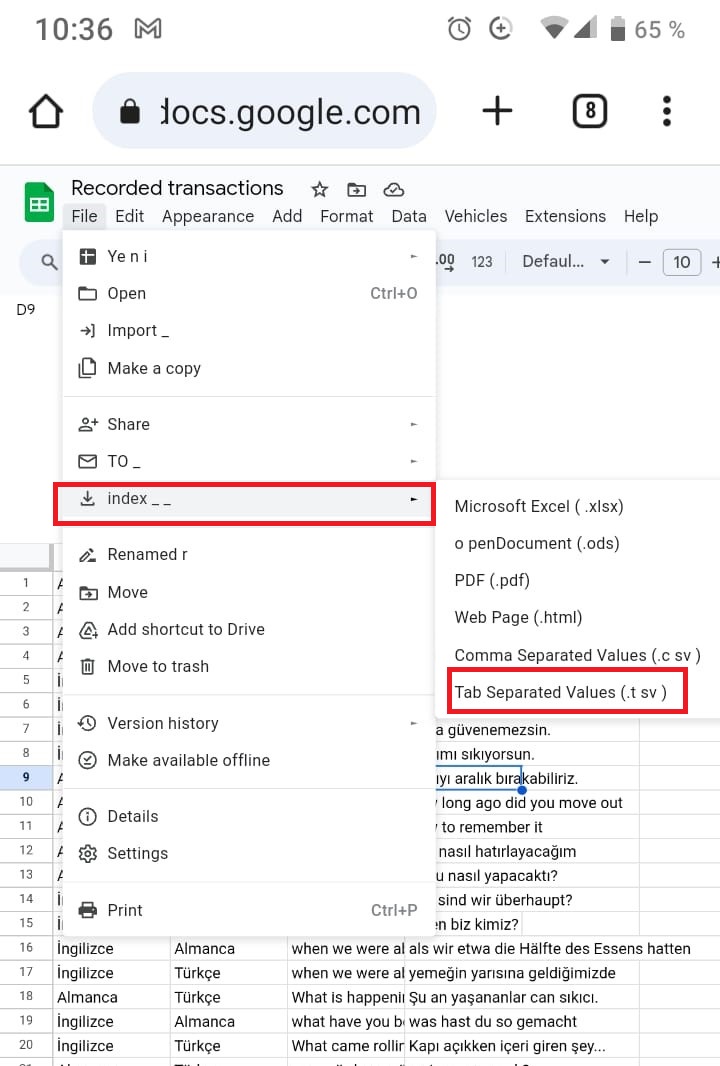 10:36
65 %
docs.google.com
8
Recorded transactions
File Edit Appearance Add Format Data Vehicles Extensions Help
.00 123 Defaul... 10
D9
Ye n i
Open Ctrl+O
Import _
Make a copy
Share
TO _
index _ _
Renamed r
Move
Add shortcut to Drive
Move to trash
Version history
Make available offline
Details
Settings
Print Ctrl+P
Microsoft Excel ( .xlsx)
o penDocument (.ods)
PDF (.pdf)
Web Page (.html)
Comma Separated Values (.c sv )
Tab Separated Values (.t sv )
1
2
3
4
5
6
7 güvenemezsin.
8 sıkıyorsun.
9 aralık bırakabiliriz.
10 long ago did you move out
11 to remember it
12 nasıl hatırlayacağım
13 nasıl yapacaktı?
14 sind wir überhaupt?
15 biz kimiz?
16 İngilizce Almanca when we were al als wir etwa die Hälfte des Essens hatten
17 İngilizce Türkçe when we were al yemeğin yarısına geldiğimizde
18 Almanca Türkçe What is happenin Şu an yaşananlar can sıkıcı.
19 İngilizce Almanca what have you b was hast du so gemacht
20 İngilizce Türkçe What came rollin Kapı açıkken içeri giren şey...